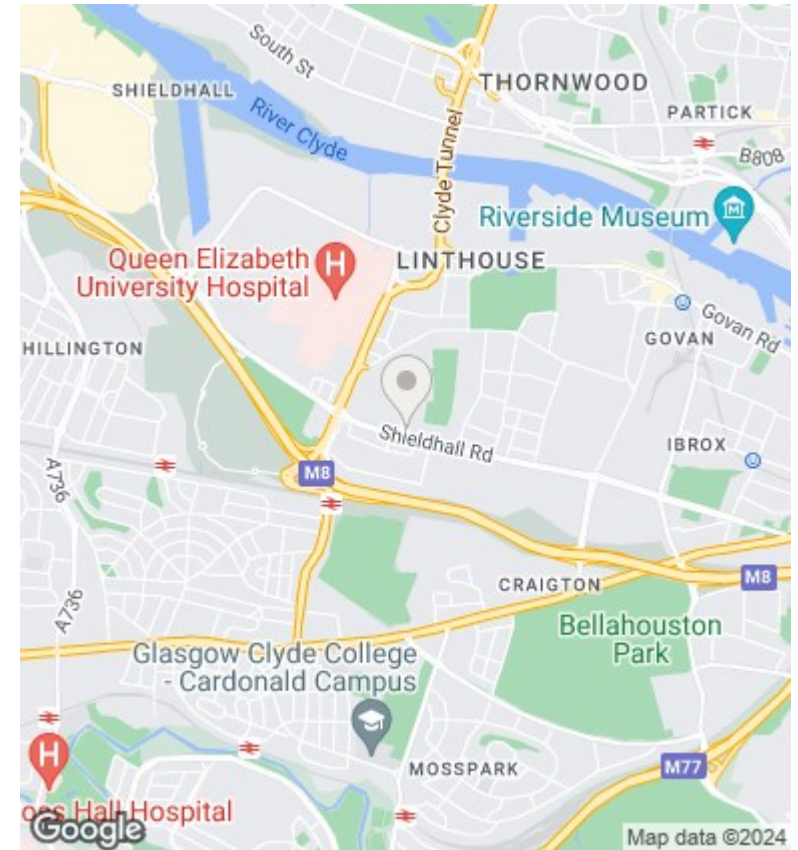 South St
SHIELDHALL
THORNWOOD
PARTICK
River Clyde
Clyde Tunnel
B808
Riverside Museum
Queen Elizabeth
University Hospital
H
LINTHOUSE
Govan Rd
HILLINGTON
GOVAN
Shieldhall Rd
IBROX
M8
A736
M8
CRAIGTON
A736
Bellahouston
Park
Glasgow Clyde College
- Cardonald Campus
MOSSPARK
M77
H
oss Hall Hospital
Google
Map data ©2024